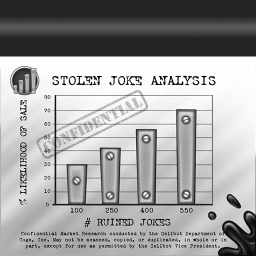 STOLEN JOKE ANALYSIS
CONFIDENTIAL
% LIKELIHOOD OF SALE
90
80
70
60
50
40
30
20
10
0
100 250 400 550
# RUINED JOKES
Confidential Market Research conducted by the Sellbot Department of
Cogs, Inc. May not be scanned, copied, or duplicated, in whole or in
part, except for use as permitted by the Sellbot Vice President.